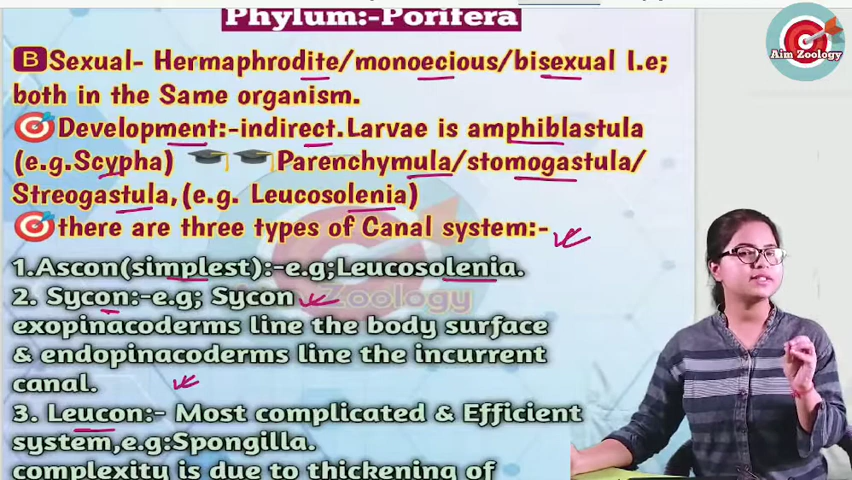 Phylum:-Porifera
Aim Zoology
B Sexual- Hermaphrodite/monoecious/bisexual I.e;
both in the Same organism.
Development:-indirect.Larvae is amphiblastula
(e.g.Scypha) Parenchymula/stomogastula/
Streogastula,(e.g. Leucosolenia)
there are three types of Canal system:-
1.Ascon(simplest):-e.g;Leucosolenia.
2. Sycon:-e.g; Sycon
exopinacoderms line the body surface
& endopinacoderms line the incurrent
canal.
3. Leucon:- Most complicated & Efficient
system,e.g:Spongilla.
complexity is due to thickening of